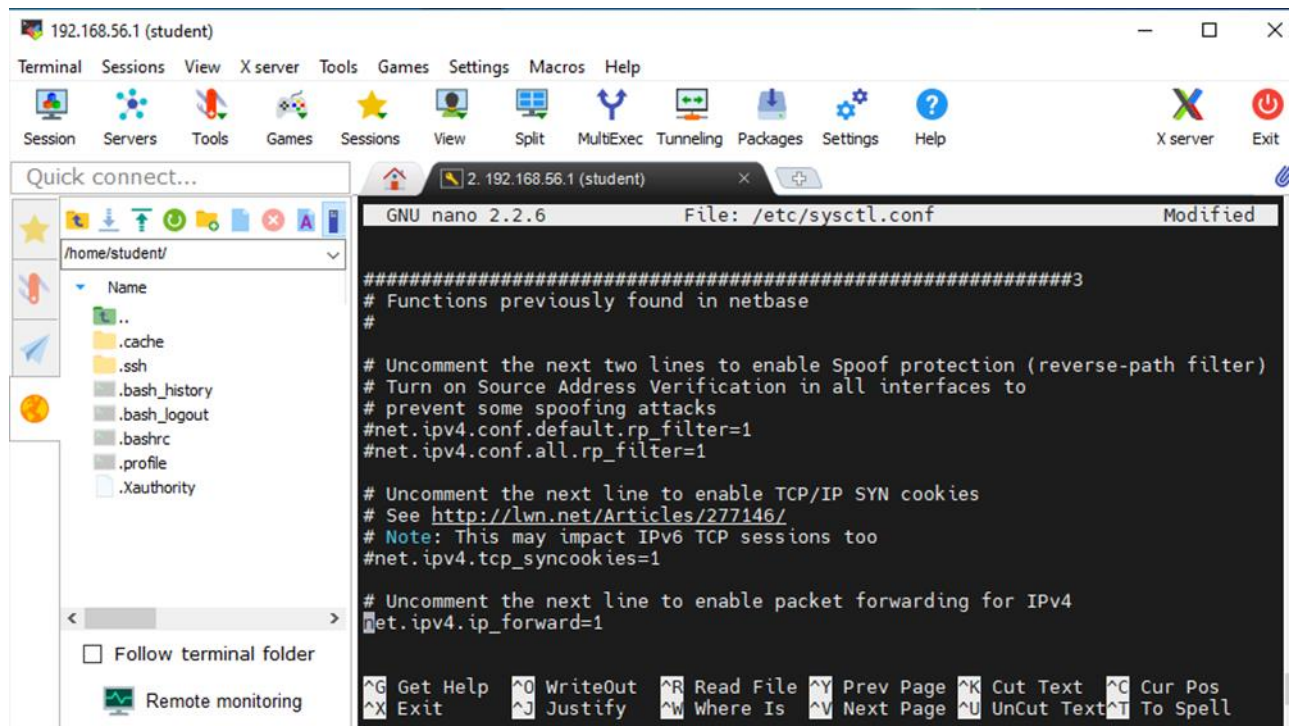 192.168.56.1 (student)
Terminal Sessions View X server Tools Games Settings Macros Help
Session Servers Tools Games Sessions View Split MultiExec Tunneling Packages Settings Help X server Exit
Quick connect...
2. 192.168.56.1 (student)
/home/student/
Name
..
.cache
.ssh
.bash_history
.bash_logout
.bashrc
.profile
.Xauthority
Follow terminal folder
Remote monitoring
GNU nano 2.2.6 File: /etc/sysctl.conf Modified
##############################################################3
# Functions previously found in netbase
#
# Uncomment the next two lines to enable Spoof protection (reverse-path filter)
# Turn on Source Address Verification in all interfaces to
# prevent some spoofing attacks
#net.ipv4.conf.default.rp_filter=1
#net.ipv4.conf.all.rp_filter=1
# Uncomment the next line to enable TCP/IP SYN cookies
# See http://lwn.net/Articles/277146/
# Note: This may impact IPv6 TCP sessions too
#net.ipv4.tcp_syncookies=1
# Uncomment the next line to enable packet forwarding for IPv4
net.ipv4.ip_forward=1
^G Get Help ^O WriteOut ^R Read File ^Y Prev Page ^K Cut Text ^C Cur Pos
^X Exit ^J Justify ^W Where Is ^V Next Page ^U UnCut Text ^T To Spell